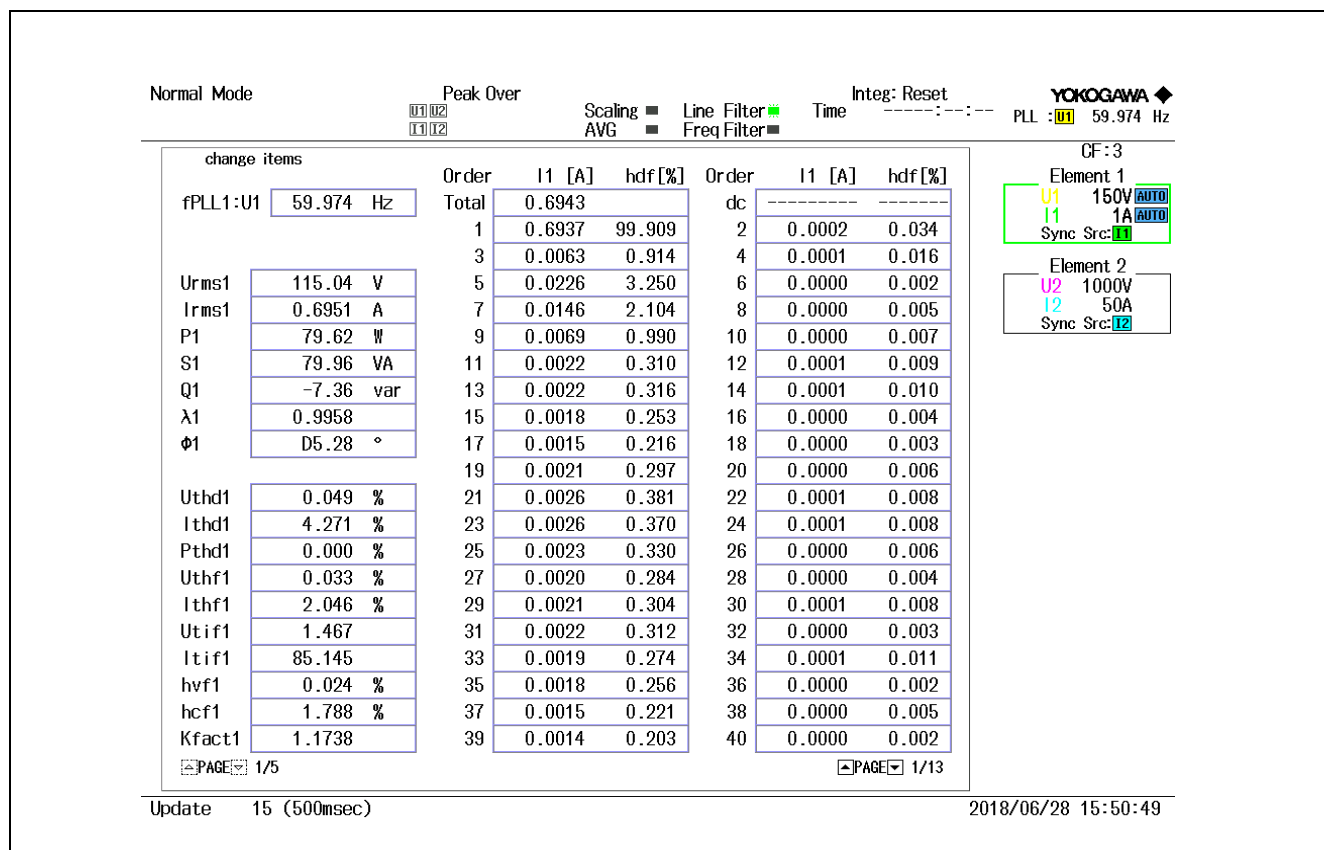 Normal Mode Peak Over Integ: Reset YOKOGAWA
U1 U2 Scaling Line Filter Time -----:--:-- PLL :U1 59.974 Hz
I1 I2 AVG Freq Filter
change items CF:3
Order I1 [A] hdf[%] Order I1 [A] hdf[%] Element 1
fPLL1:U1 59.974 Hz Total 0.6943 dc --------- ------- U1 150V AUTO
I1 1A AUTO
1 0.6937 99.909 2 0.0002 0.034 Sync Src:I1
3 0.0063 0.914 4 0.0001 0.016 Element 2
Urms1 115.04 V 5 0.0226 3.250 6 0.0000 0.002 U2 1000V
Irms1 0.6951 A 7 0.0146 2.104 8 0.0000 0.005 I2 50A
P1 79.62 W 9 0.0069 0.990 10 0.0000 0.007 Sync Src:I2
S1 79.96 VA 11 0.0022 0.310 12 0.0001 0.009
Q1 -7.36 var 13 0.0022 0.316 14 0.0001 0.010
λ1 0.9958 15 0.0018 0.253 16 0.0000 0.004
Φ1 D5.28 ° 17 0.0015 0.216 18 0.0000 0.003
19 0.0021 0.297 20 0.0000 0.006
Uthd1 0.049 % 21 0.0026 0.381 22 0.0001 0.008
Ithd1 4.271 % 23 0.0026 0.370 24 0.0001 0.008
Pthd1 0.000 % 25 0.0023 0.330 26 0.0000 0.006
Uthf1 0.033 % 27 0.0020 0.284 28 0.0000 0.004
Ithf1 2.046 % 29 0.0021 0.304 30 0.0001 0.008
Utif1 1.467 31 0.0022 0.312 32 0.0000 0.003
Itif1 85.145 33 0.0019 0.274 34 0.0001 0.011
hvf1 0.024 % 35 0.0018 0.256 36 0.0000 0.002
hcf1 1.788 % 37 0.0015 0.221 38 0.0000 0.005
Kfact1 1.1738 39 0.0014 0.203 40 0.0000 0.002
PAGE 1/5 PAGE 1/13
Update 15 (500msec) 2018/06/28 15:50:49